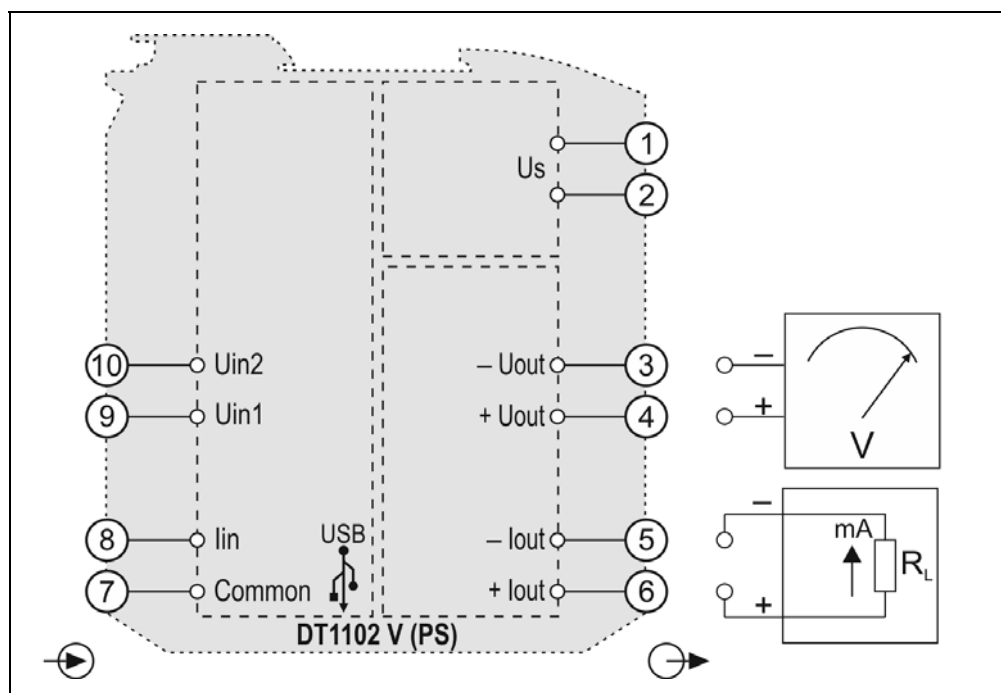 1
Us
2
10 Uin2 – Uout 3 –
9 Uin1 + Uout 4 +
V
8 Iin USB – Iout 5 –
mA RL
7 Common + Iout 6 +
DT1102 V (PS)